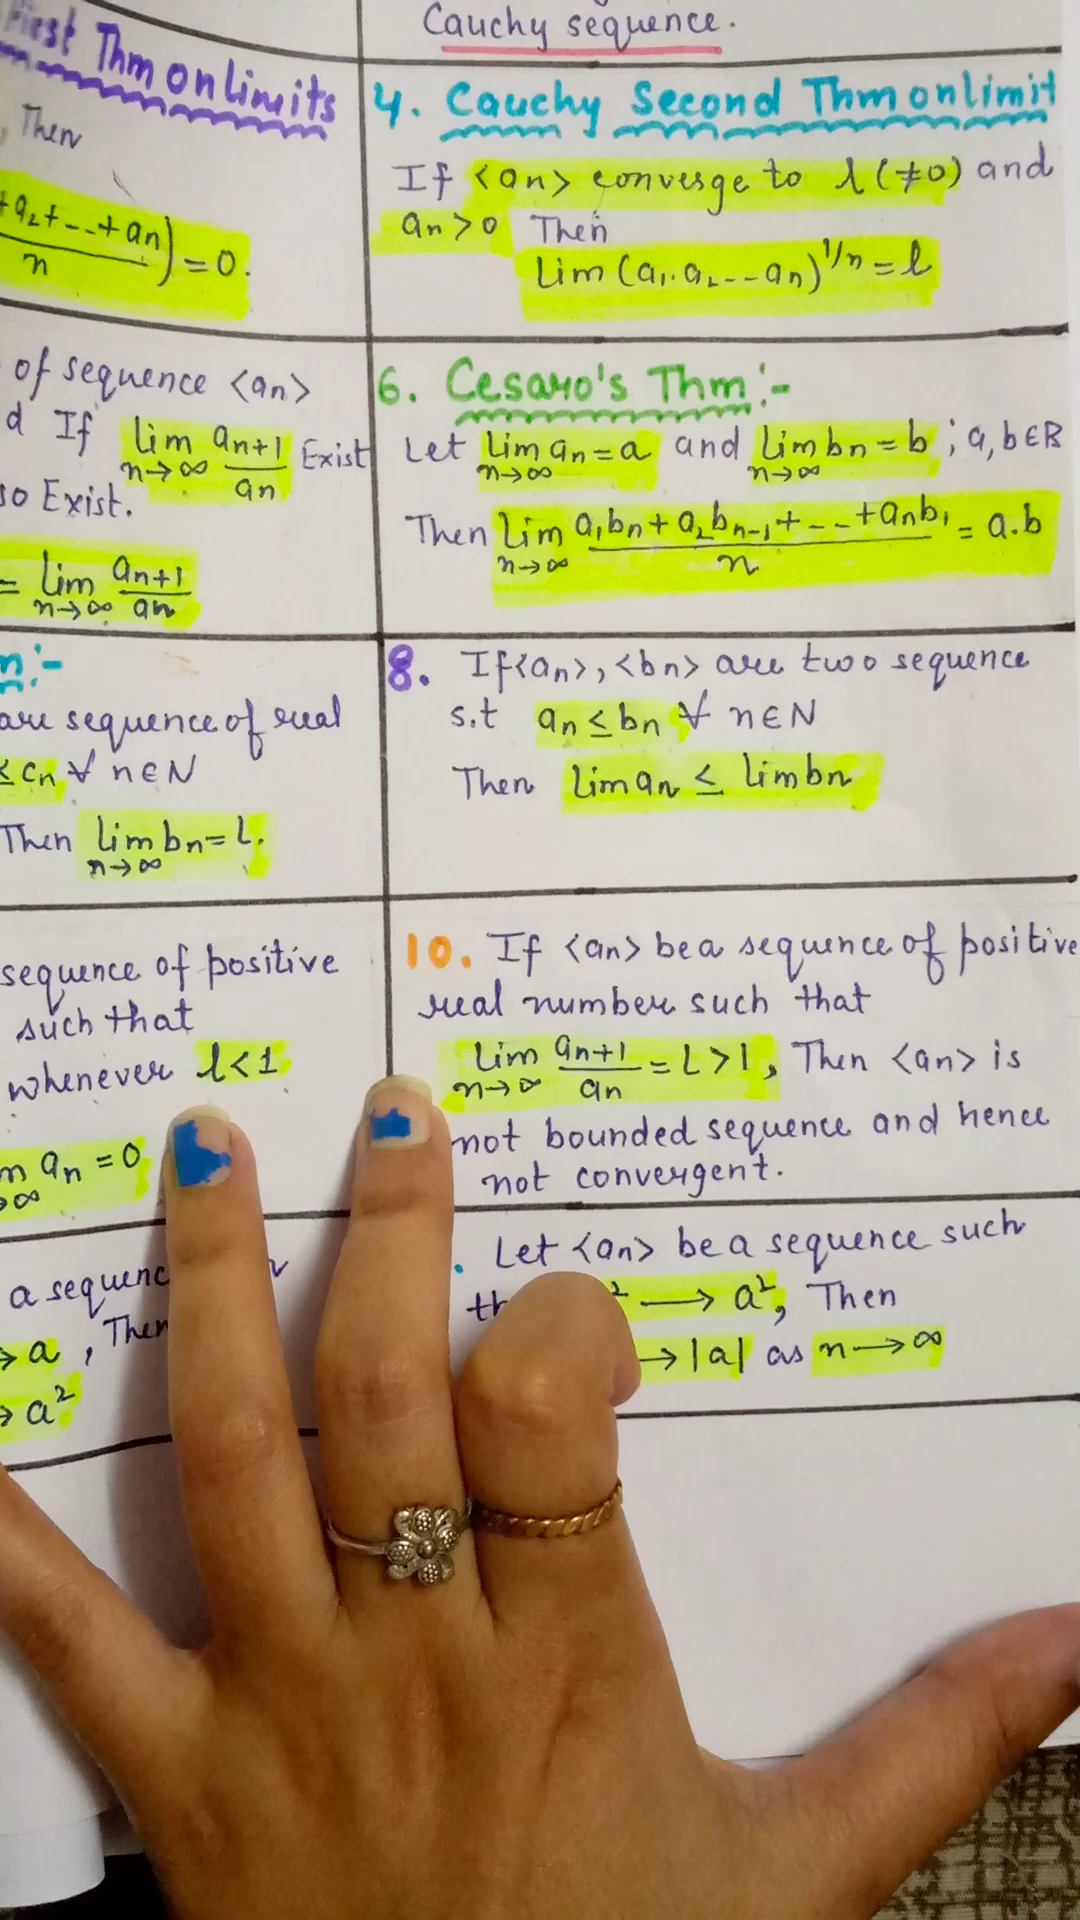 Cauchy sequence.
First Thm on limits
, Then
+a₂+--+an)/n) = 0.
4. Cauchy Second Thm on limit
If <an> converge to l (≠0) and
an > 0 Then
Lim (a₁.a₂---an)^1/n = l
of sequence <an>
d If lim n→∞ an+1/an Exist
so Exist.
= lim n→∞ an+1/an
6. Cesaro's Thm:-
Let lim n→∞ an = a and lim n→∞ bn = b ; a, b ∈ R
Then Lim n→∞ a₁bn + a₂bn-1 + --- + anb₁/n = a.b
m:-
are sequence of real
≤ cn ∀ n ∈ N
Then lim n→∞ bn = L.
8. If <an>, <bn> are two sequence
s.t an ≤ bn ∀ n ∈ N
Then lim an ≤ lim bn
sequence of positive
such that
whenever l < 1
m an = 0
→∞
10. If <an> be a sequence of positive
real number such that
Lim n→∞ an+1/an = L > 1, Then <an> is
not bounded sequence and hence
not convergent.
a sequenc
→ a , Then
→ a²
. Let <an> be a sequence such
th ² → a², Then
→ |a| as n → ∞